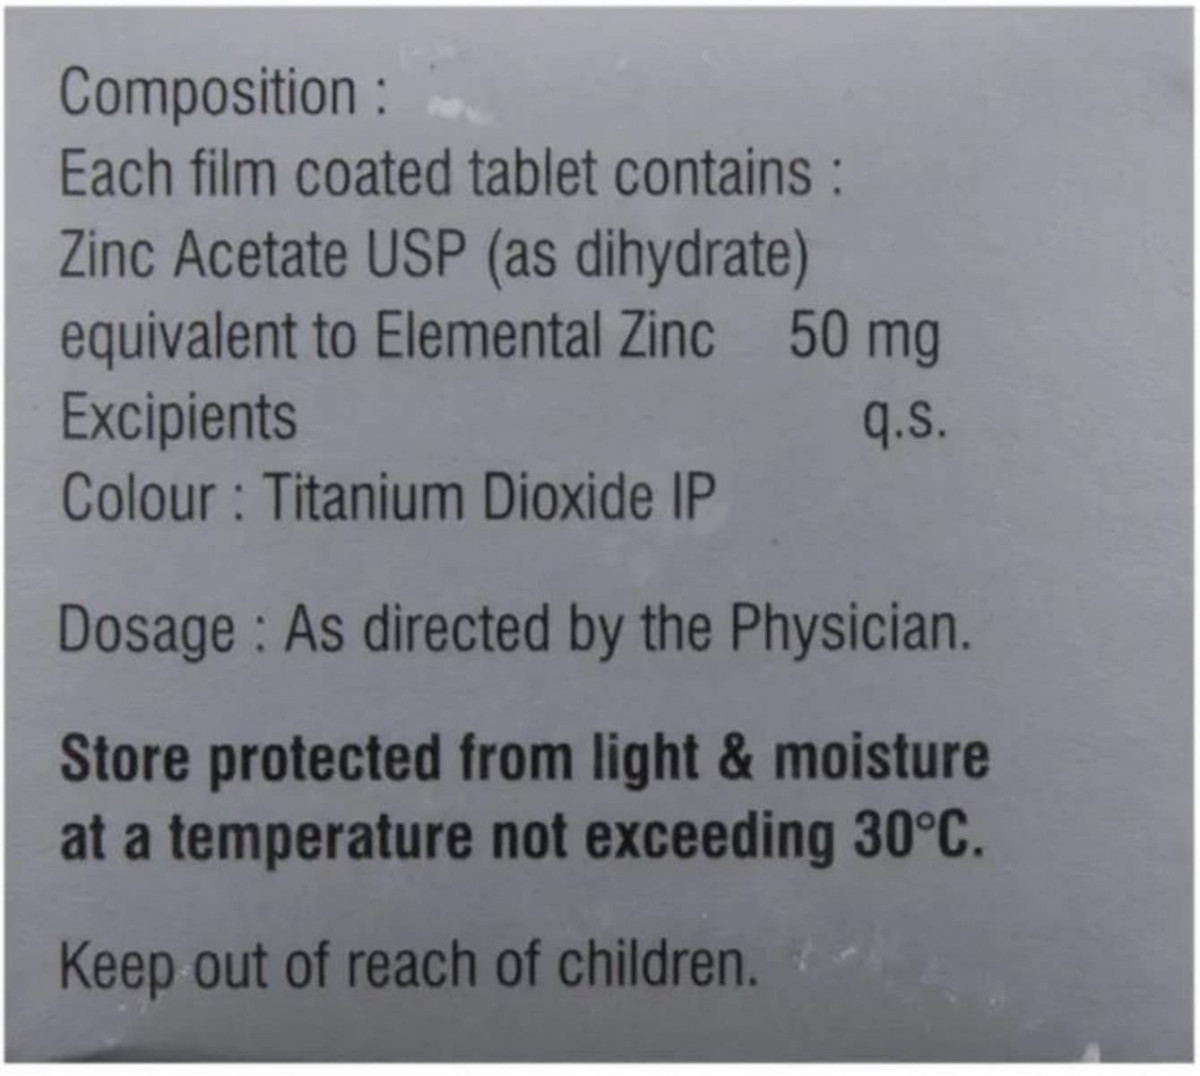 Composition :
Each film coated tablet contains :
Zinc Acetate USP (as dihydrate)
equivalent to Elemental Zinc 50 mg
Excipients q.s.
Colour : Titanium Dioxide IP
Dosage : As directed by the Physician.
Store protected from light & moisture
at a temperature not exceeding 30°C.
Keep out of reach of children.